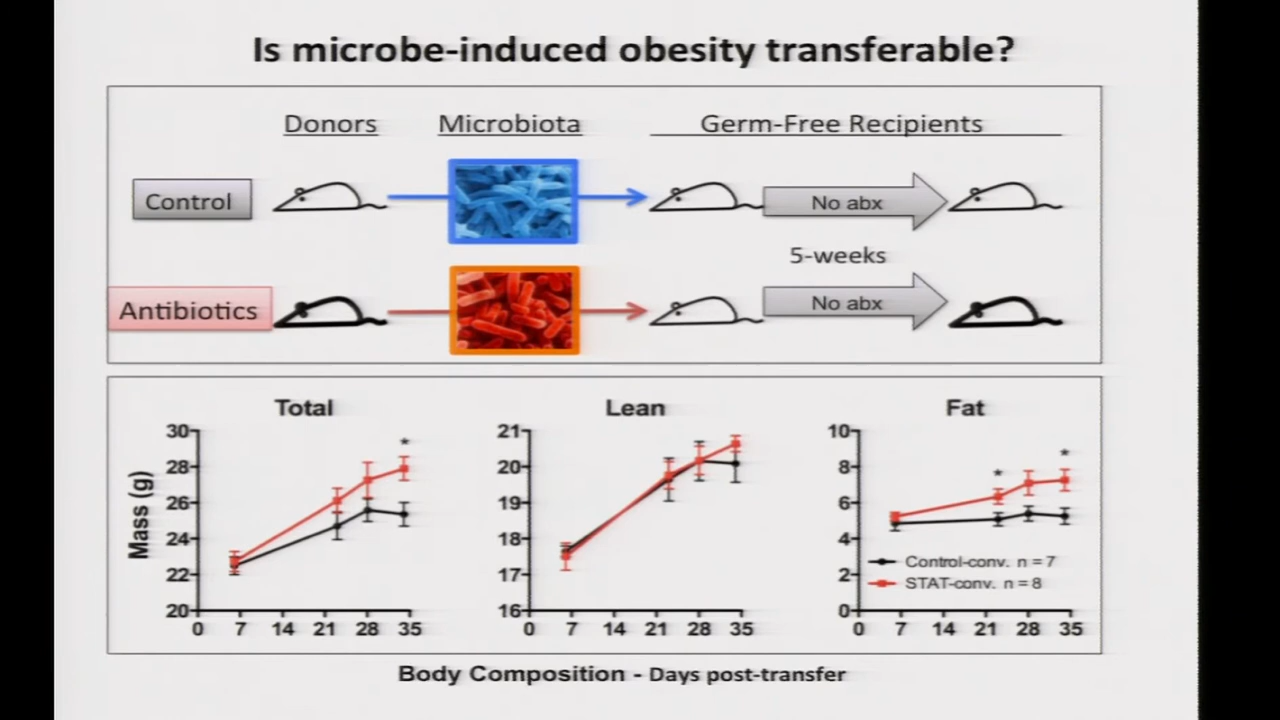 Is microbe-induced obesity transferable?
Donors Microbiota Germ-Free Recipients
Control No abx
5-weeks
Antibiotics No abx
Total Lean Fat
Mass (g)
30 28 26 24 22 20
0 7 14 21 28 35
*
21 20 19 18 17 16
0 7 14 21 28 35
10 8 6 4 2 0
0 7 14 21 28 35
* *
Control-conv. n = 7
STAT-conv. n = 8
Body Composition - Days post-transfer